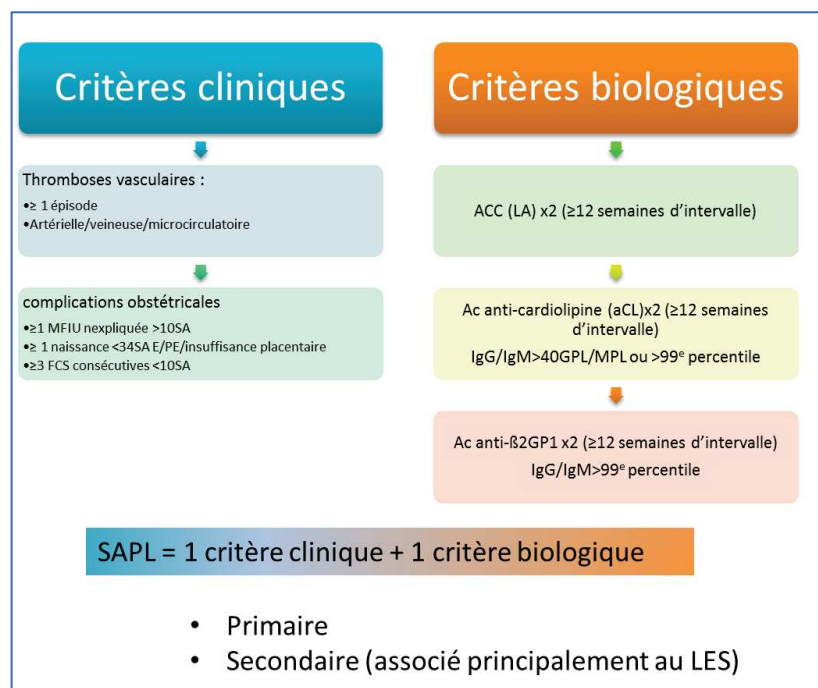 Critères cliniques
Thromboses vasculaires :
•≥ 1 épisode
•Artérielle/veineuse/microcirculatoire
complications obstétricales
•≥1 MFIU nexpliquée >10SA
•≥ 1 naissance <34SA E/PE/insuffisance placentaire
•≥3 FCS consécutives <10SA
Critères biologiques
ACC (LA) x2 (≥12 semaines d’intervalle)
Ac anti-cardiolipine (aCL)x2 (≥12 semaines
d’intervalle)
IgG/IgM>40GPL/MPL ou >99e percentile
Ac anti-ß2GP1 x2 (≥12 semaines d’intervalle)
IgG/IgM>99e percentile
SAPL = 1 critère clinique + 1 critère biologique
• Primaire
• Secondaire (associé principalement au LES)